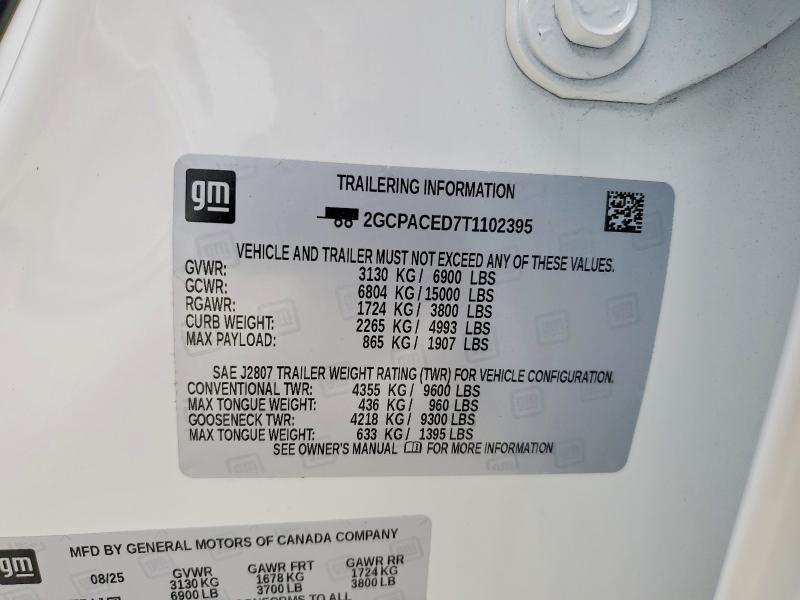 gm
TRAILERING INFORMATION
2GCPACED7T1102395
VEHICLE AND TRAILER MUST NOT EXCEED ANY OF THESE VALUES.
GVWR: 3130 KG/ 6900 LBS
GCWR: 6804 KG/ 15000 LBS
RGAWR: 1724 KG/ 3800 LBS
CURB WEIGHT: 2265 KG/ 4993 LBS
MAX PAYLOAD: 865 KG/ 1907 LBS
SAE J2807 TRAILER WEIGHT RATING (TWR) FOR VEHICLE CONFIGURATION.
CONVENTIONAL TWR: 4355 KG/ 9600 LBS
MAX TONGUE WEIGHT: 436 KG/ 960 LBS
GOOSENECK TWR: 4218 KG/ 9300 LBS
MAX TONGUE WEIGHT: 633 KG/ 1395 LBS
SEE OWNER'S MANUAL FOR MORE INFORMATION
gm
MFD BY GENERAL MOTORS OF CANADA COMPANY
08/25 GVWR GAWR FRT GAWR RR
3130 KG 1678 KG 1724 KG
6900 LB 3700 LB 3800 LB